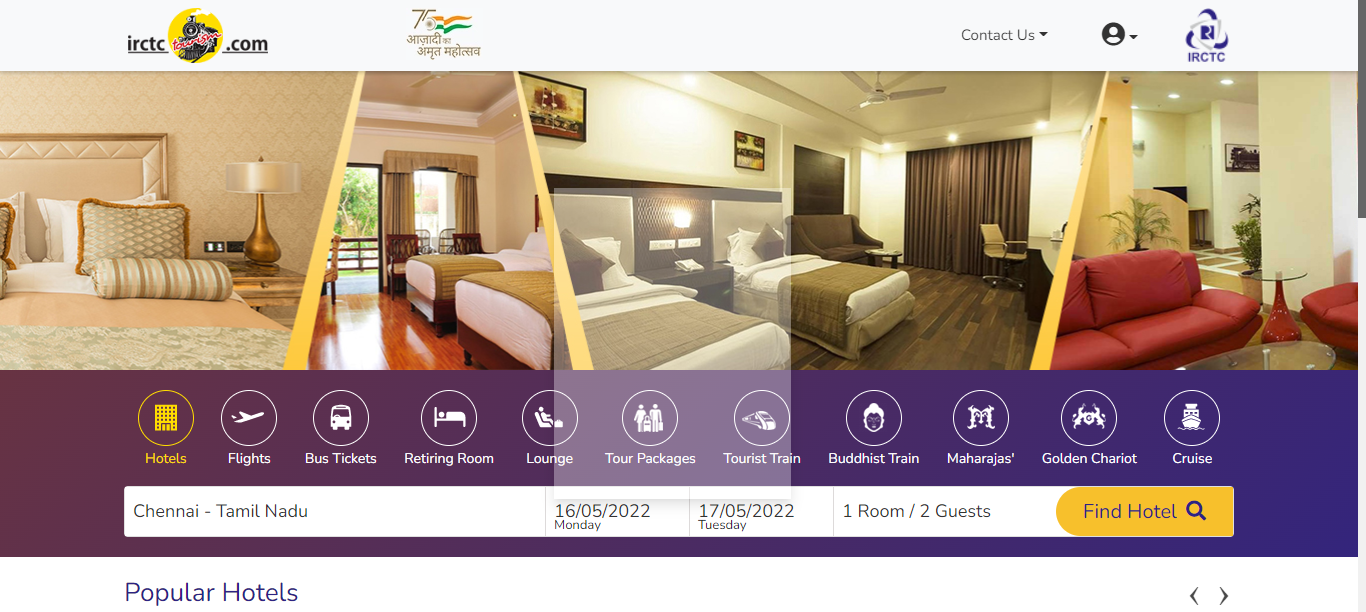 irctc tourism .com
75
आज़ादी का
अमृत महोत्सव
Contact Us
IRCTC
Hotels
Flights
Bus Tickets
Retiring Room
Lounge
Tour Packages
Tourist Train
Buddhist Train
Maharajas'
Golden Chariot
Cruise
Chennai - Tamil Nadu
16/05/2022
Monday
17/05/2022
Tuesday
1 Room / 2 Guests
Find Hotel
Popular Hotels